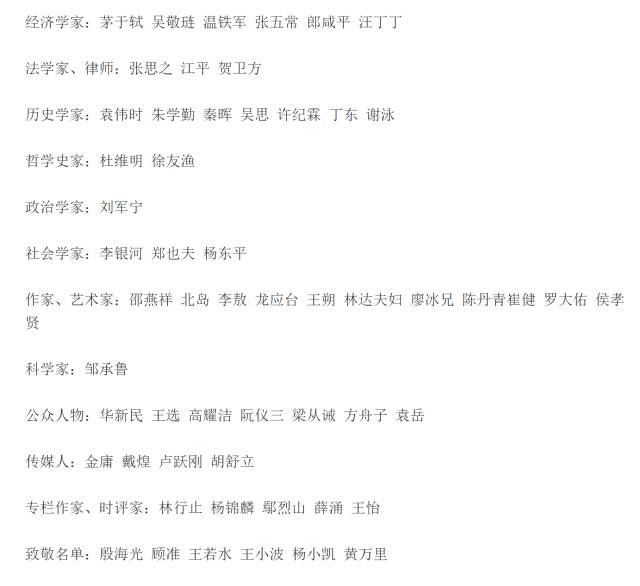 经济学家：茅于轼 吴敬琏 温铁军 张五常 郎咸平 汪丁丁
法学家、律师：张思之 江平 贺卫方
历史学家：袁伟时 朱学勤 秦晖 吴思 许纪霖 丁东 谢泳
哲学史家：杜维明 徐友渔
政治学家：刘军宁
社会学家：李银河 郑也夫 杨东平
作家、艺术家：邵燕祥 北岛 李敖 龙应台 王朔 林达夫妇 廖冰兄 陈丹青崔健 罗大佑 侯孝
贤
科学家：邹承鲁
公众人物：华新民 王选 高耀洁 阮仪三 梁从诫 方舟子 袁岳
传媒人：金庸 戴煌 卢跃刚 胡舒立
专栏作家、时评家：林行止 杨锦麟 鄢烈山 薛涌 王怡
致敬名单：殷海光 顾准 王若水 王小波 杨小凯 黄万里